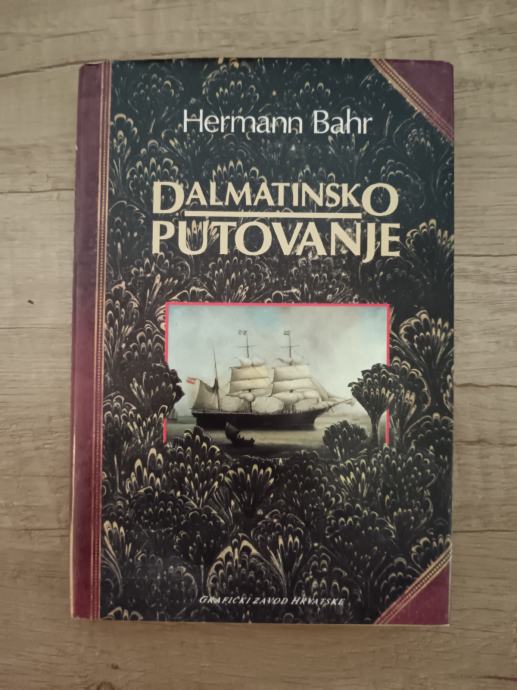 Hermann Bahr
DALMATINSKO
PUTOVANJE
GRAFIČKI ZAVOD HRVATSKE